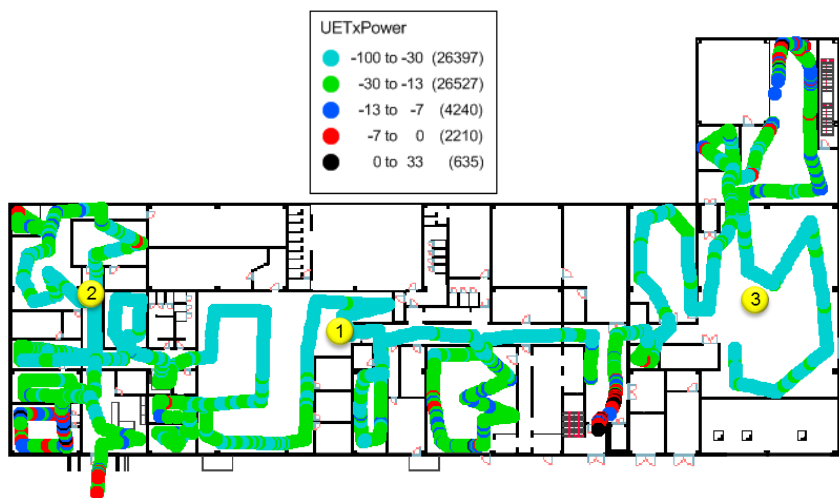 UETxPower
-100 to -30 (26397)
-30 to -13 (26527)
-13 to -7 (4240)
-7 to 0 (2210)
0 to 33 (635)
2
1
3